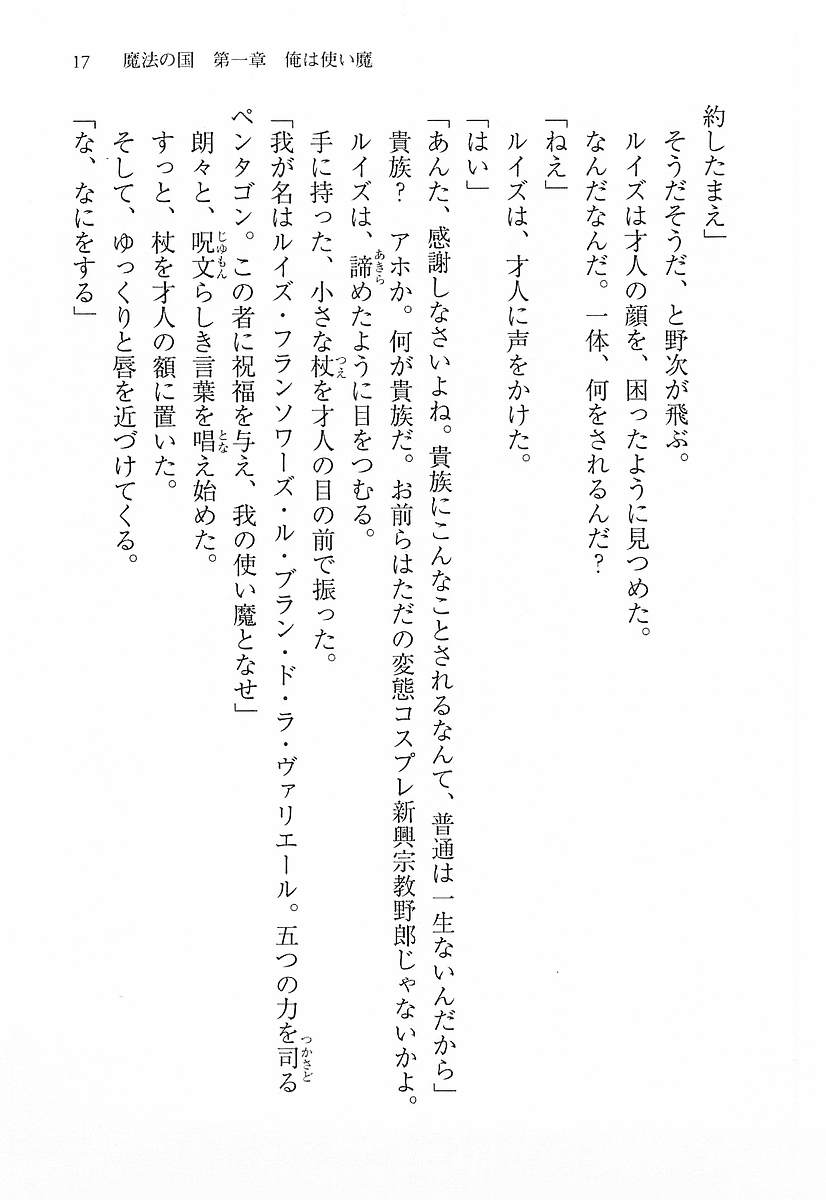 17　魔法の国　第一章　俺は使い魔
約したまえ」
そうだそうだ、と野次が飛ぶ。
ルイズは才人の顔を、困ったように見つめた。
なんだなんだ。一体、何をされるんだ？
「ねえ」
ルイズは、才人に声をかけた。
「はい」
「あんた、感謝しなさいよね。貴族にこんなことされるなんて、普通は一生ないんだから」
貴族？　アホか。何が貴族だ。お前らはただの変態コスプレ新興宗教野郎じゃないかよ。
ルイズは、諦めたように目をつむる。
手に持った、小さな杖を才人の目の前で振った。
「我が名はルイズ・フランソワーズ・ル・ブラン・ド・ラ・ヴァリエール。五つの力を司る
ペンタゴン。この者に祝福を与え、我の使い魔となせ」
朗々と、呪文らしき言葉を唱え始めた。
すっと、杖を才人の額に置いた。
そして、ゆっくりと唇を近づけてくる。
「な、なにをする」